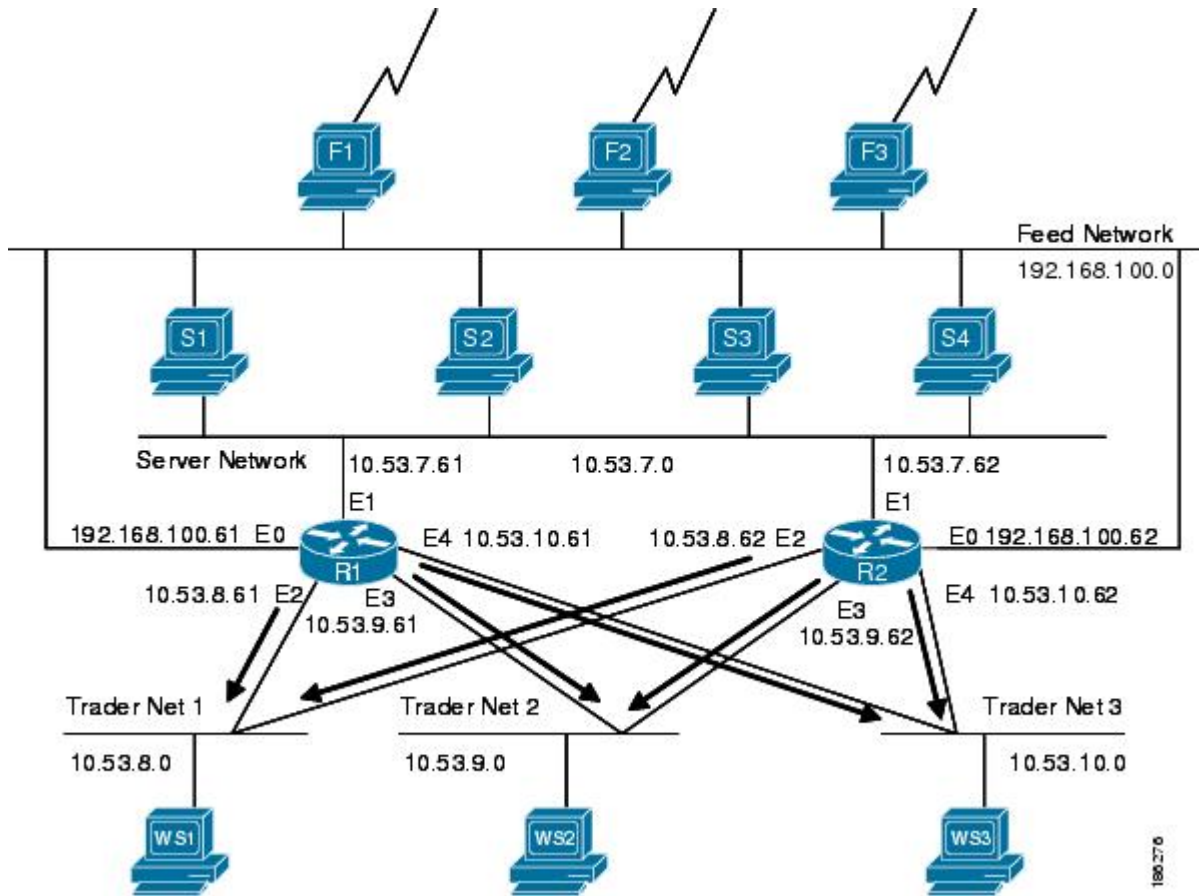 F1
F2
F3
Feed Network
192.168.100.0
S1
S2
S3
S4
Server Network
10.53.7.61
10.53.7.0
10.53.7.62
E1
E1
192.168.100.61 E0
E4 10.53.10.61
10.53.8.62 E2
E0 192.168.100.62
R1
R2
10.53.8.61 E2
E3
10.53.9.61
E3
10.53.9.62
E4 10.53.10.62
Trader Net 1
Trader Net 2
Trader Net 3
10.53.8.0
10.53.9.0
10.53.10.0
WS1
WS2
WS3
186276